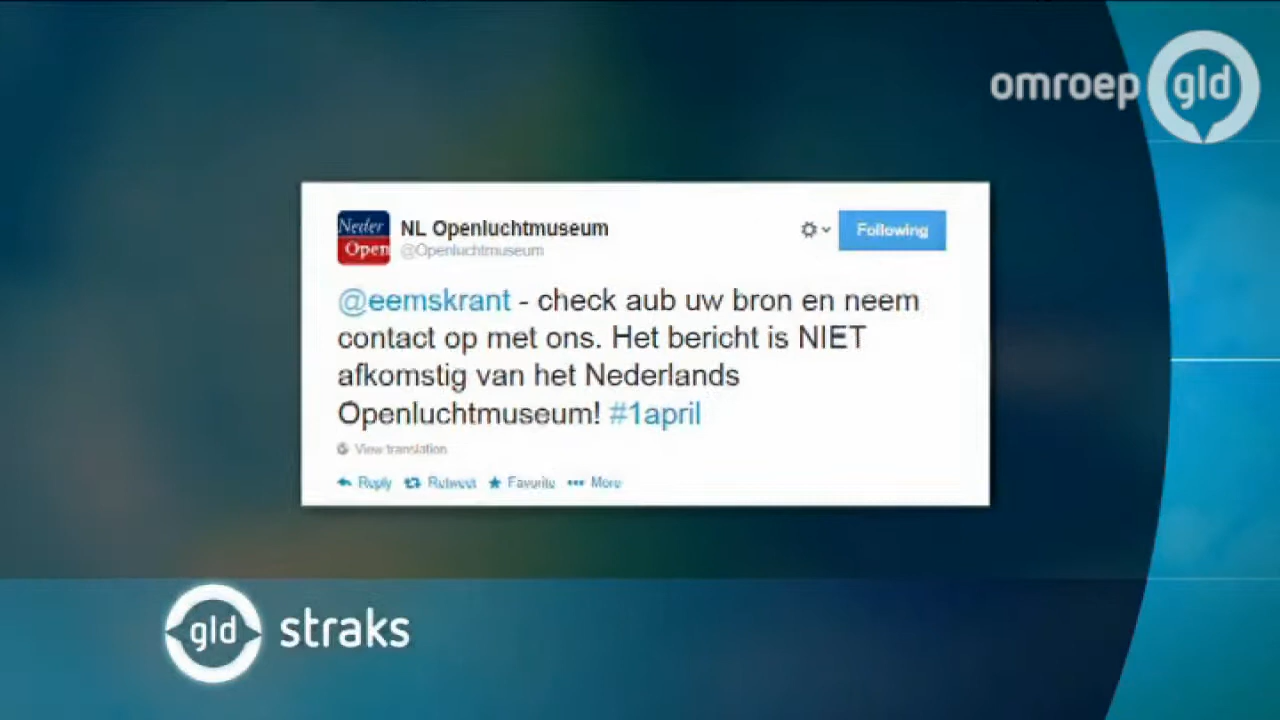 omroep gld
Neder
Open
NL Openluchtmuseum
@Openluchtmuseum
Following
@eemskrant - check aub uw bron en neem
contact op met ons. Het bericht is NIET
afkomstig van het Nederlands
Openluchtmuseum! #1april
View translation
Reply Retweet Favorite More
gld straks